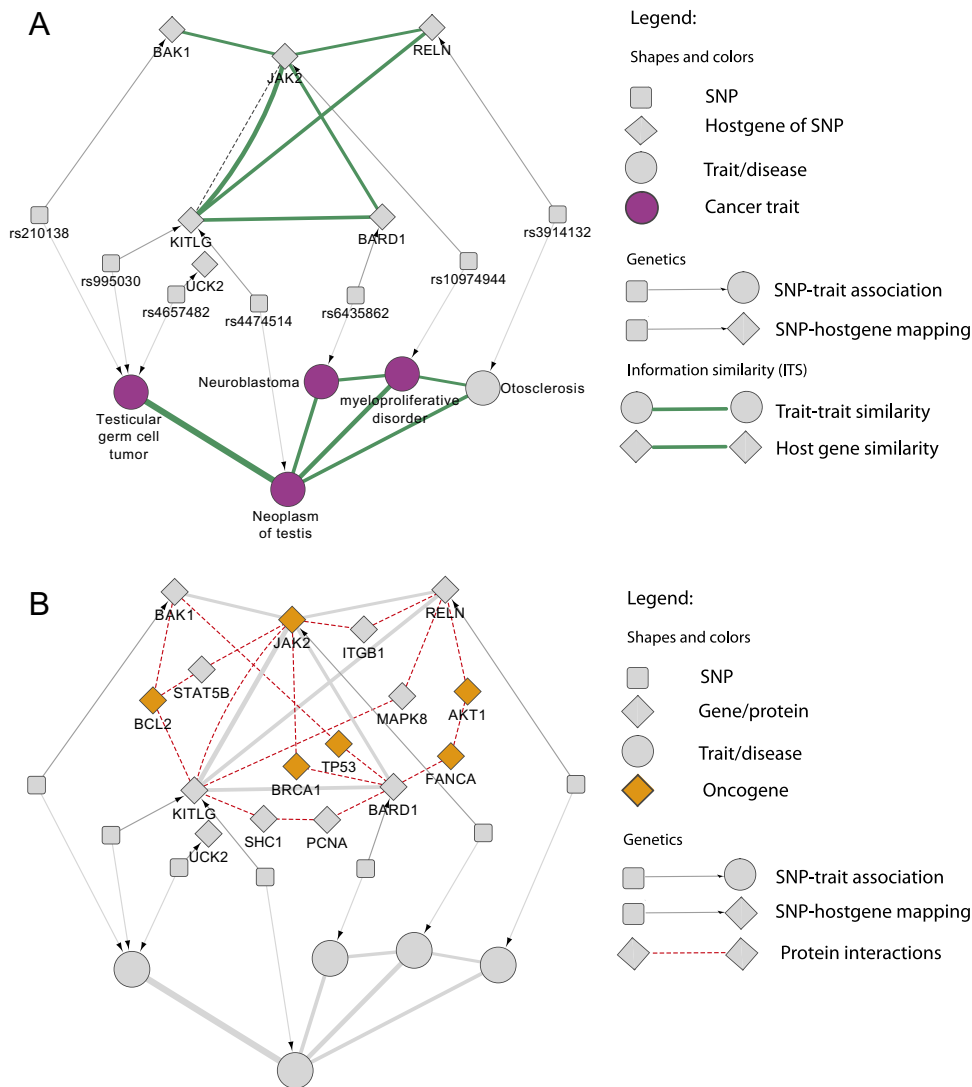 A
BAK1
JAK2
RELN
rs210138
KITLG
BARD1
rs3914132
rs995030
UCK2
rs10974944
rs4657482
rs4474514
rs6435862
Neuroblastoma
myeloproliferative
disorder
Otosclerosis
Testicular
germ cell
tumor
Neoplasm
of testis
Legend:
Shapes and colors
SNP
Hostgene of SNP
Trait/disease
Cancer trait
Genetics
SNP-trait association
SNP-hostgene mapping
Information similarity (ITS)
Trait-trait similarity
Host gene similarity
B
BAK1
JAK2
RELN
ITGB1
STAT5B
BCL2
MAPK8
AKT1
TP53
BRCA1
FANCA
KITLG
BARD1
SHC1
PCNA
UCK2
Legend:
Shapes and colors
SNP
Gene/protein
Trait/disease
Oncogene
Genetics
SNP-trait association
SNP-hostgene mapping
Protein interactions